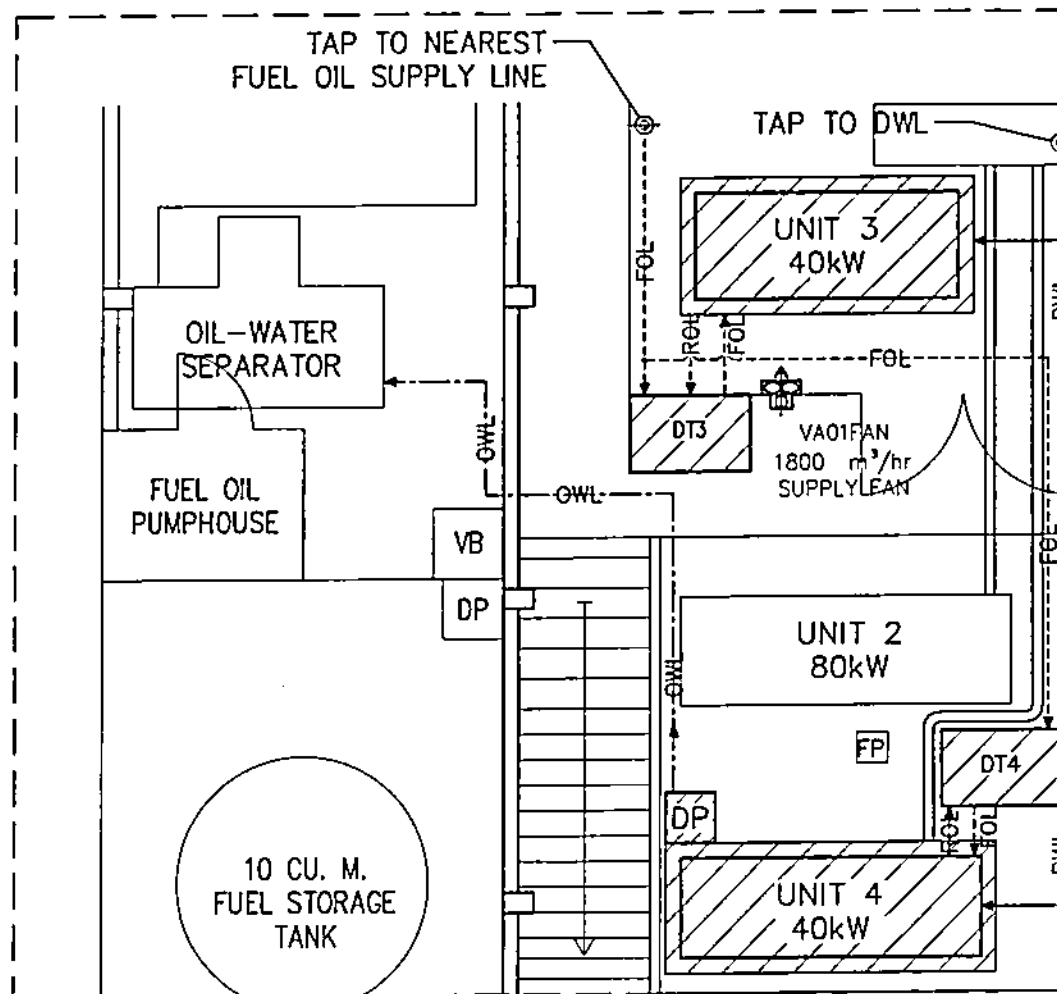 TAP TO NEAREST
FUEL OIL SUPPLY LINE
TAP TO DWL
UNIT 3
40kW
FOL
ROL
FOL
FOL
OIL-WATER
SEPARATOR
OWL
DT3
VA01FAN
1800 m³/hr
SUPPLY FAN
FUEL OIL
PUMPHOUSE
OWL
VB
FOL
DP
UNIT 2
80kW
OWL
FP
DT4
DP
ROL
FOL
10 CU. M.
FUEL STORAGE
TANK
UNIT 4
40kW